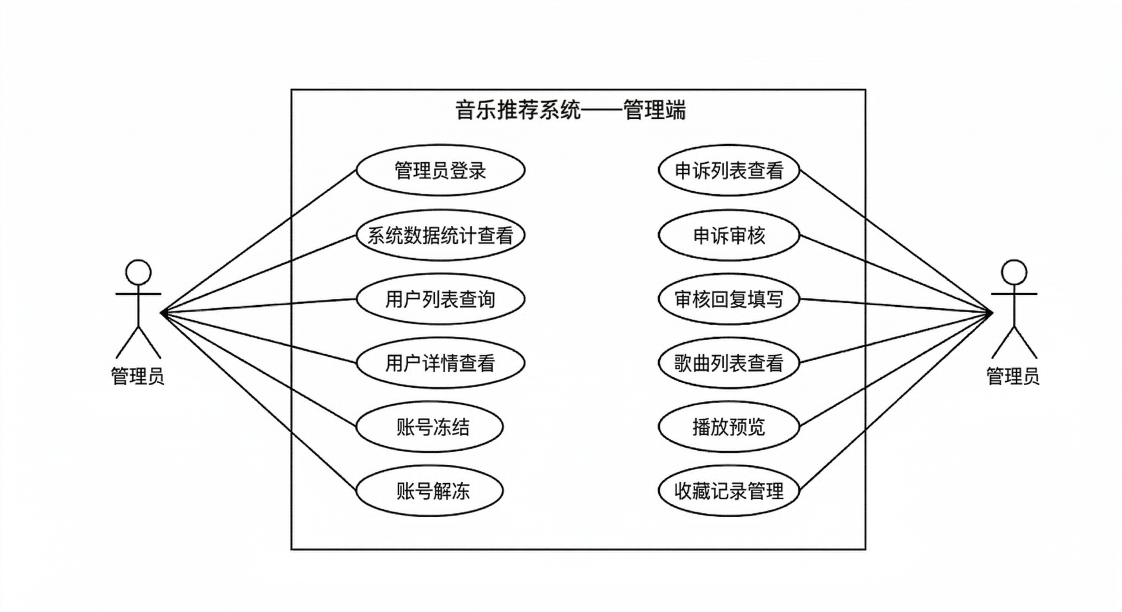 音乐推荐系统——管理端
管理员登录
系统数据统计查看
用户列表查询
用户详情查看
账号冻结
账号解冻
申诉列表查看
申诉审核
审核回复填写
歌曲列表查看
播放预览
收藏记录管理
管理员
管理员